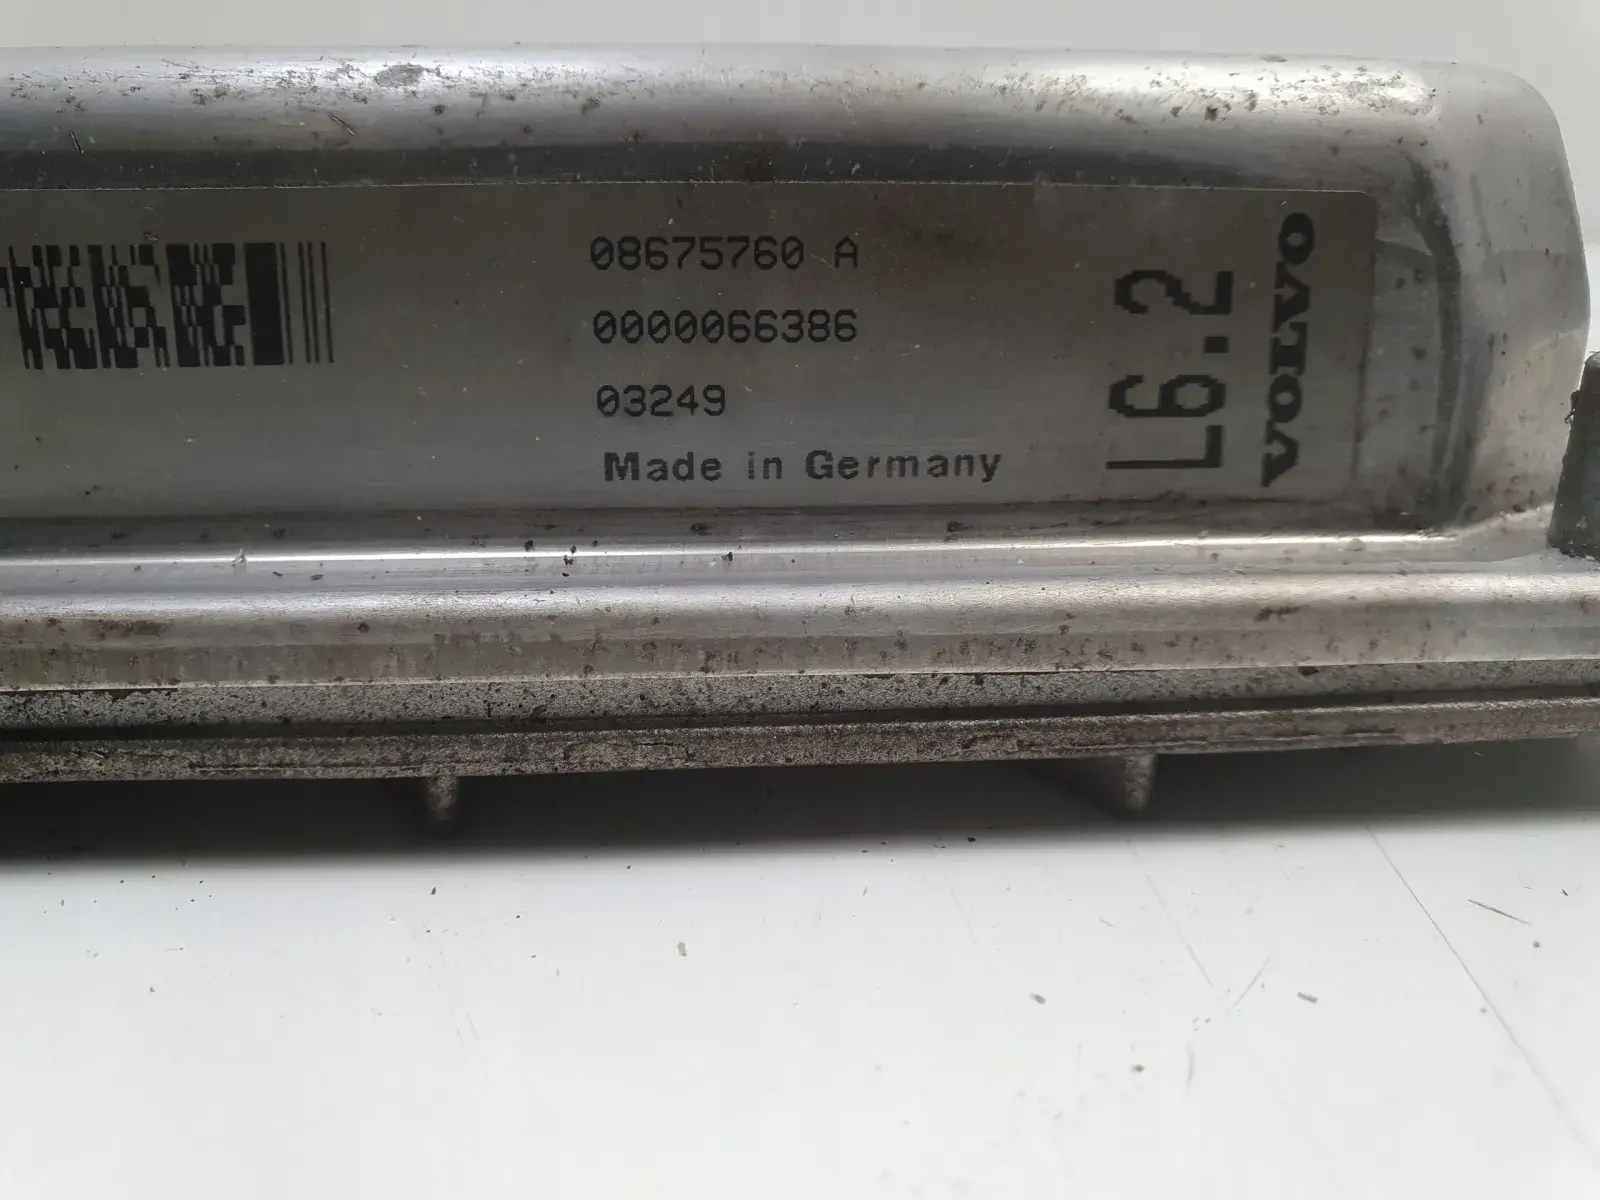 08675760 A
0000066386
03249
Made in Germany
L6.2
VOLVO